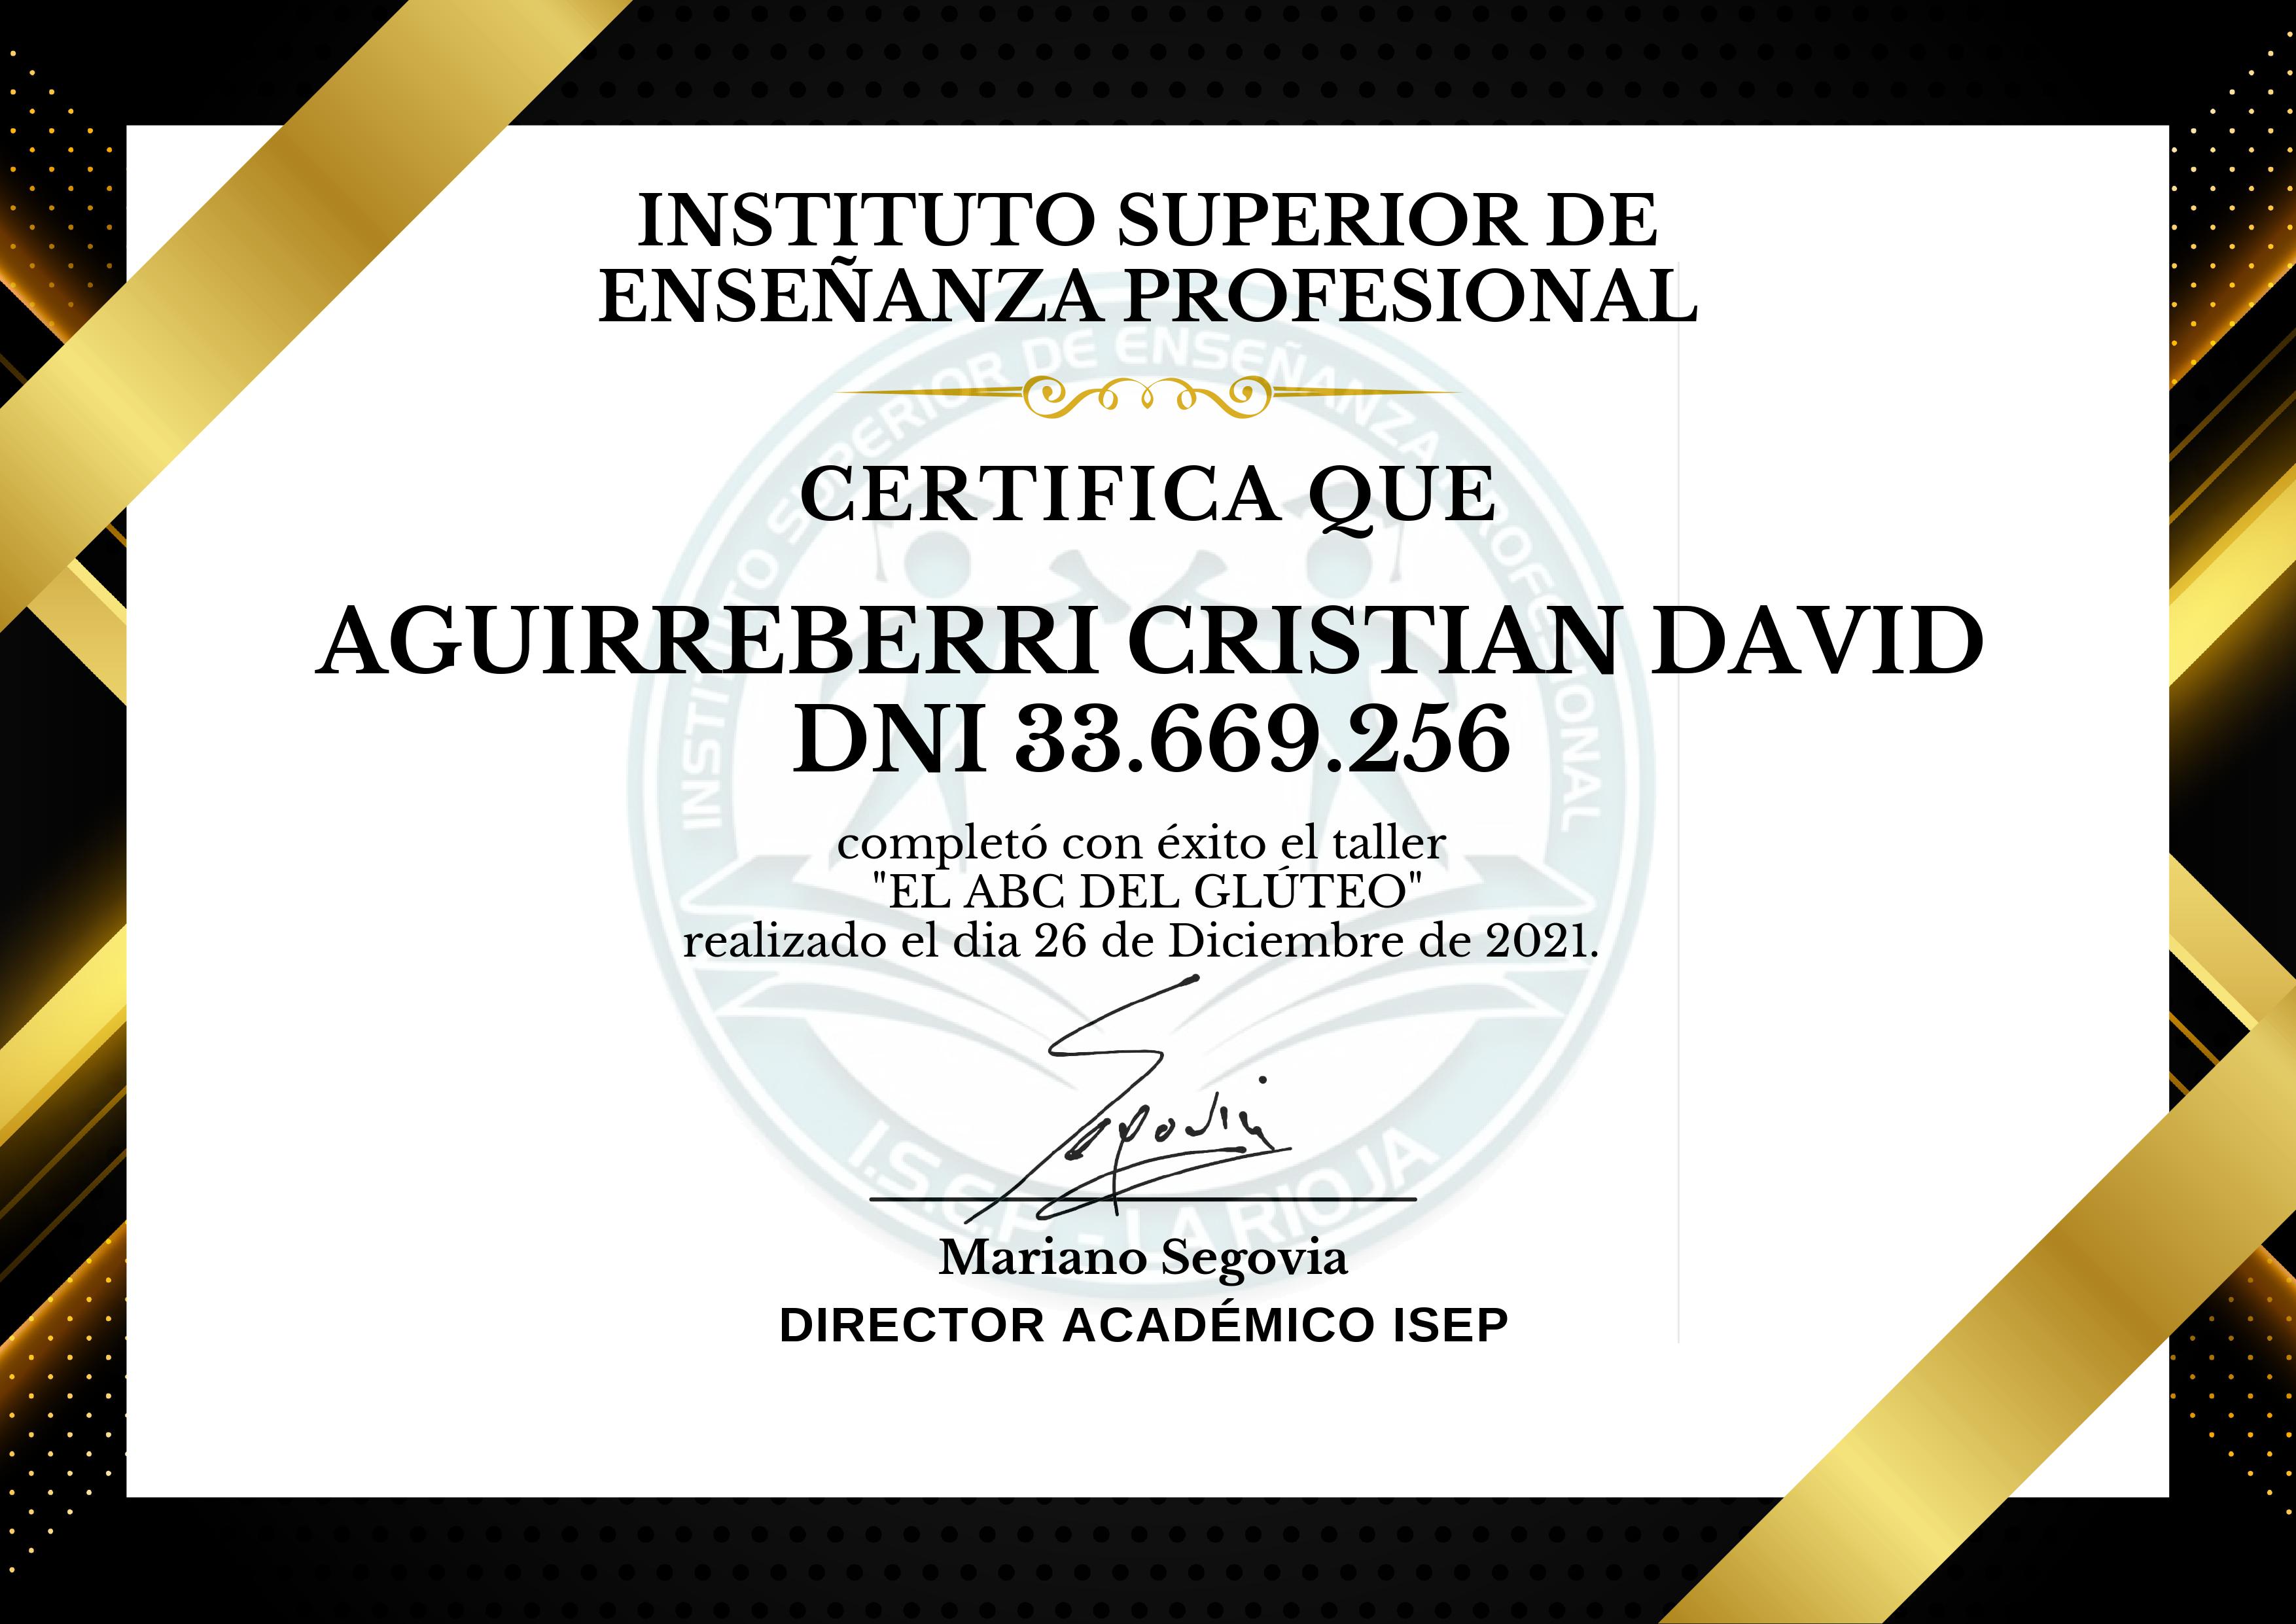 INSTITUTO SUPERIOR DE
ENSEÑANZA PROFESIONAL
INSTITUTO SUPERIOR DE ENSEÑANZA PROFESIONAL
CERTIFICA QUE
AGUIRREBERRI CRISTIAN DAVID
DNI 33.669.256
completó con éxito el taller
"EL ABC DEL GLÚTEO"
realizado el dia 26 de Diciembre de 2021.
Segovia
I.S.E.P - LA RIOJA
Mariano Segovia
DIRECTOR ACADÉMICO ISEP